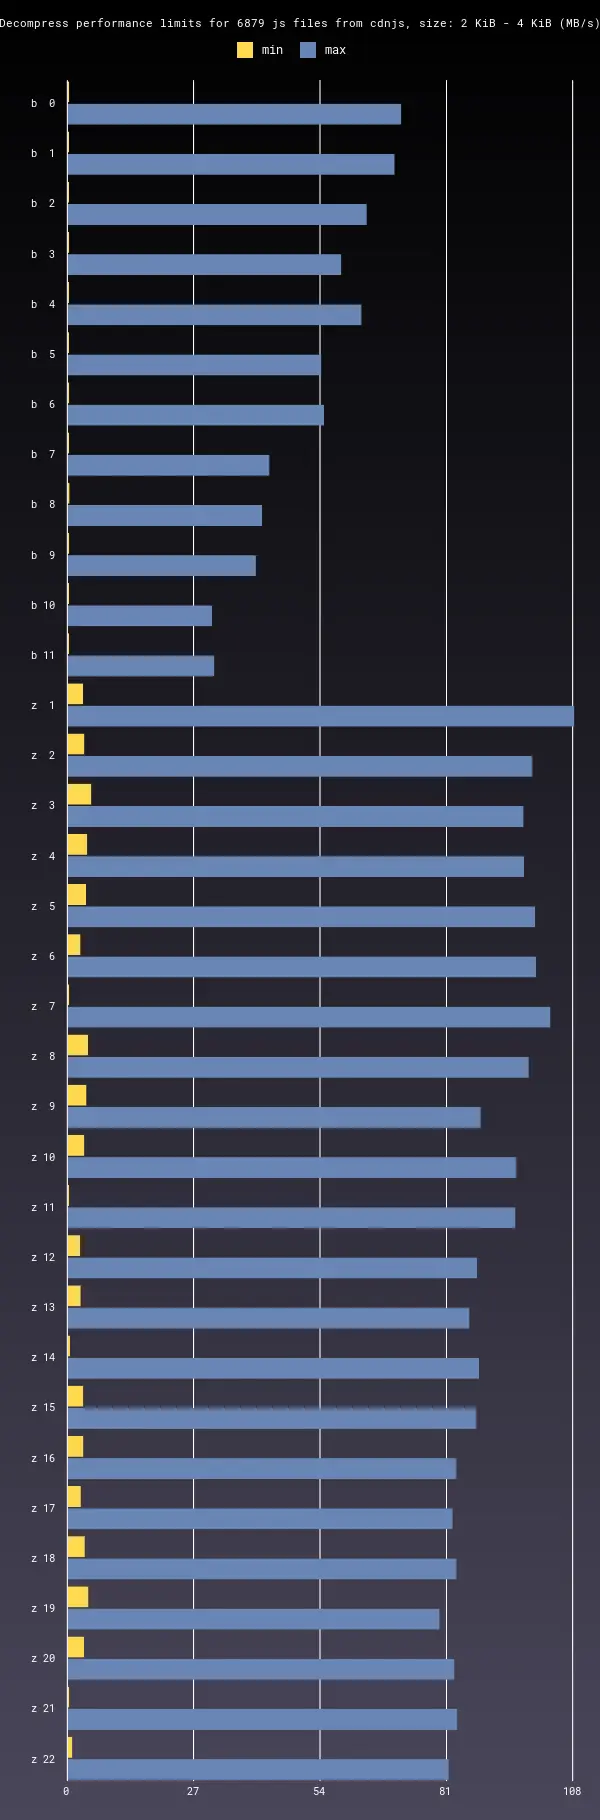 Decompress performance limits for 6879 js files from cdnjs, size: 2 KiB - 4 KiB (MB/s)
min max
b 0
b 1
b 2
b 3
b 4
b 5
b 6
b 7
b 8
b 9
b 10
b 11
z 1
z 2
z 3
z 4
z 5
z 6
z 7
z 8
z 9
z 10
z 11
z 12
z 13
z 14
z 15
z 16
z 17
z 18
z 19
z 20
z 21
z 22
0 27 54 81 108